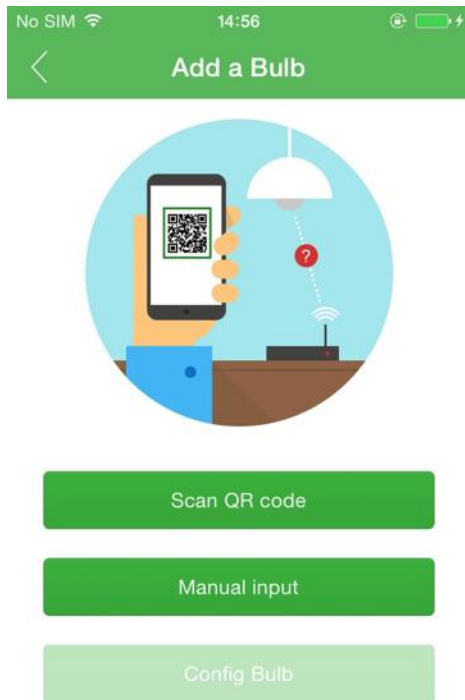 No SIM 14:56
Add a Bulb
?
Scan QR code
Manual input
Config Bulb